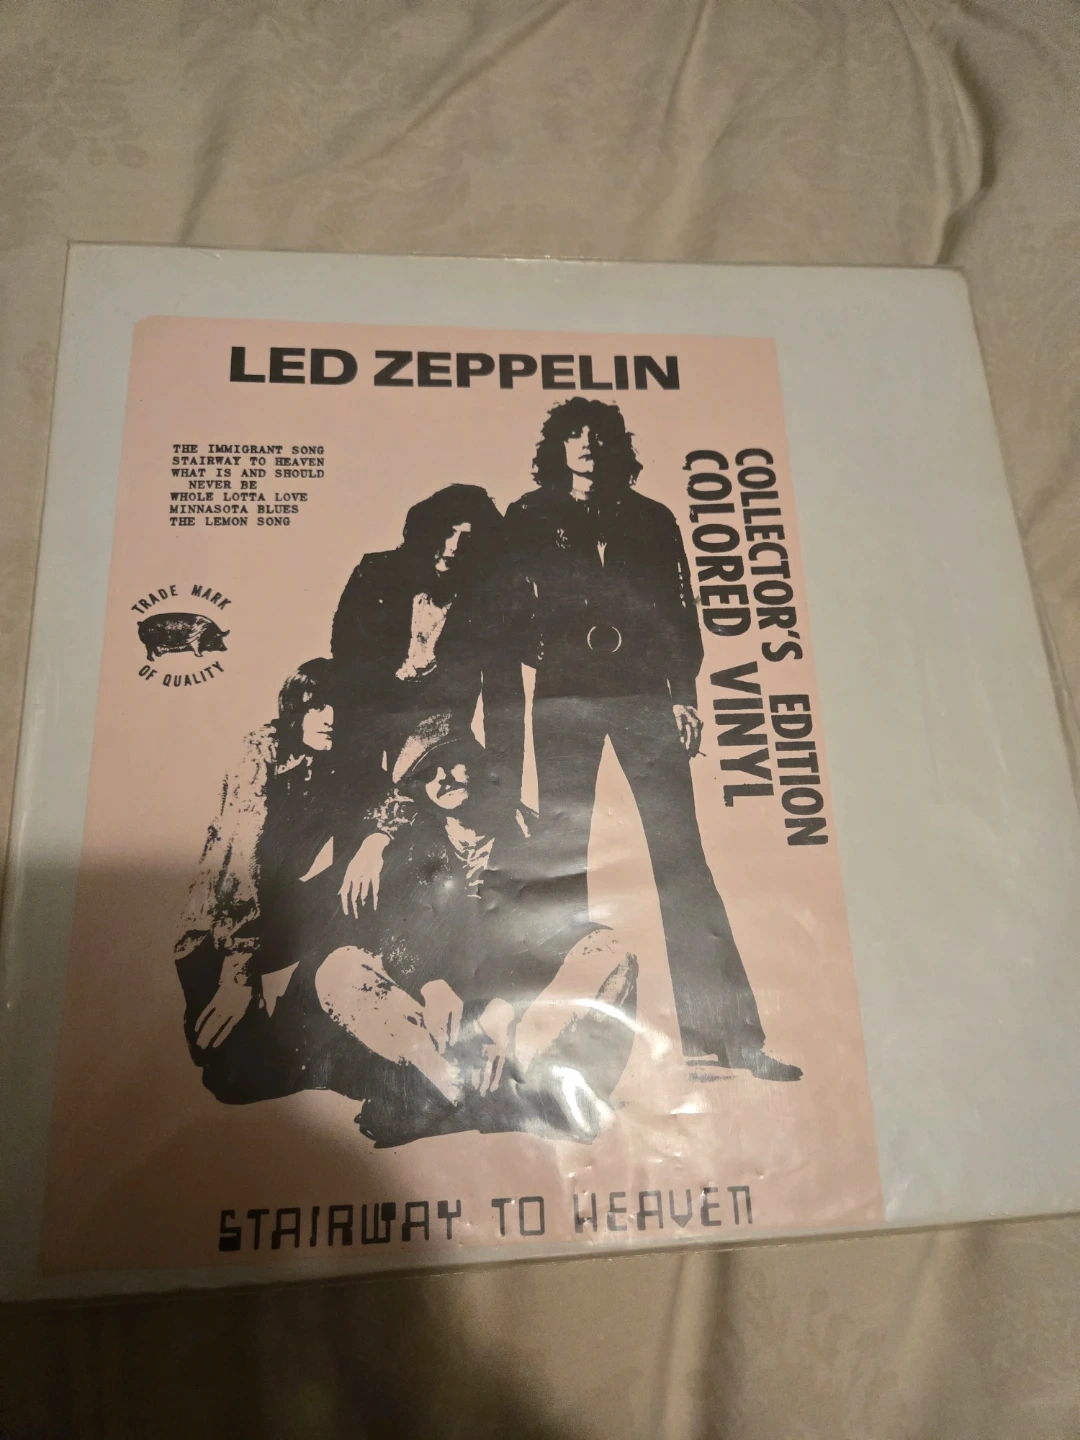 LED ZEPPELIN
THE IMMIGRANT SONG
STAIRWAY TO HEAVEN
WHAT IS AND SHOULD
NEVER BE
WHOLE LOTTA LOVE
MINNASOTA BLUES
THE LEMON SONG
TRADE MARK
OF QUALITY
COLLECTOR'S EDITION
COLORED VINYL
STAIRWAY TO HEAVEN